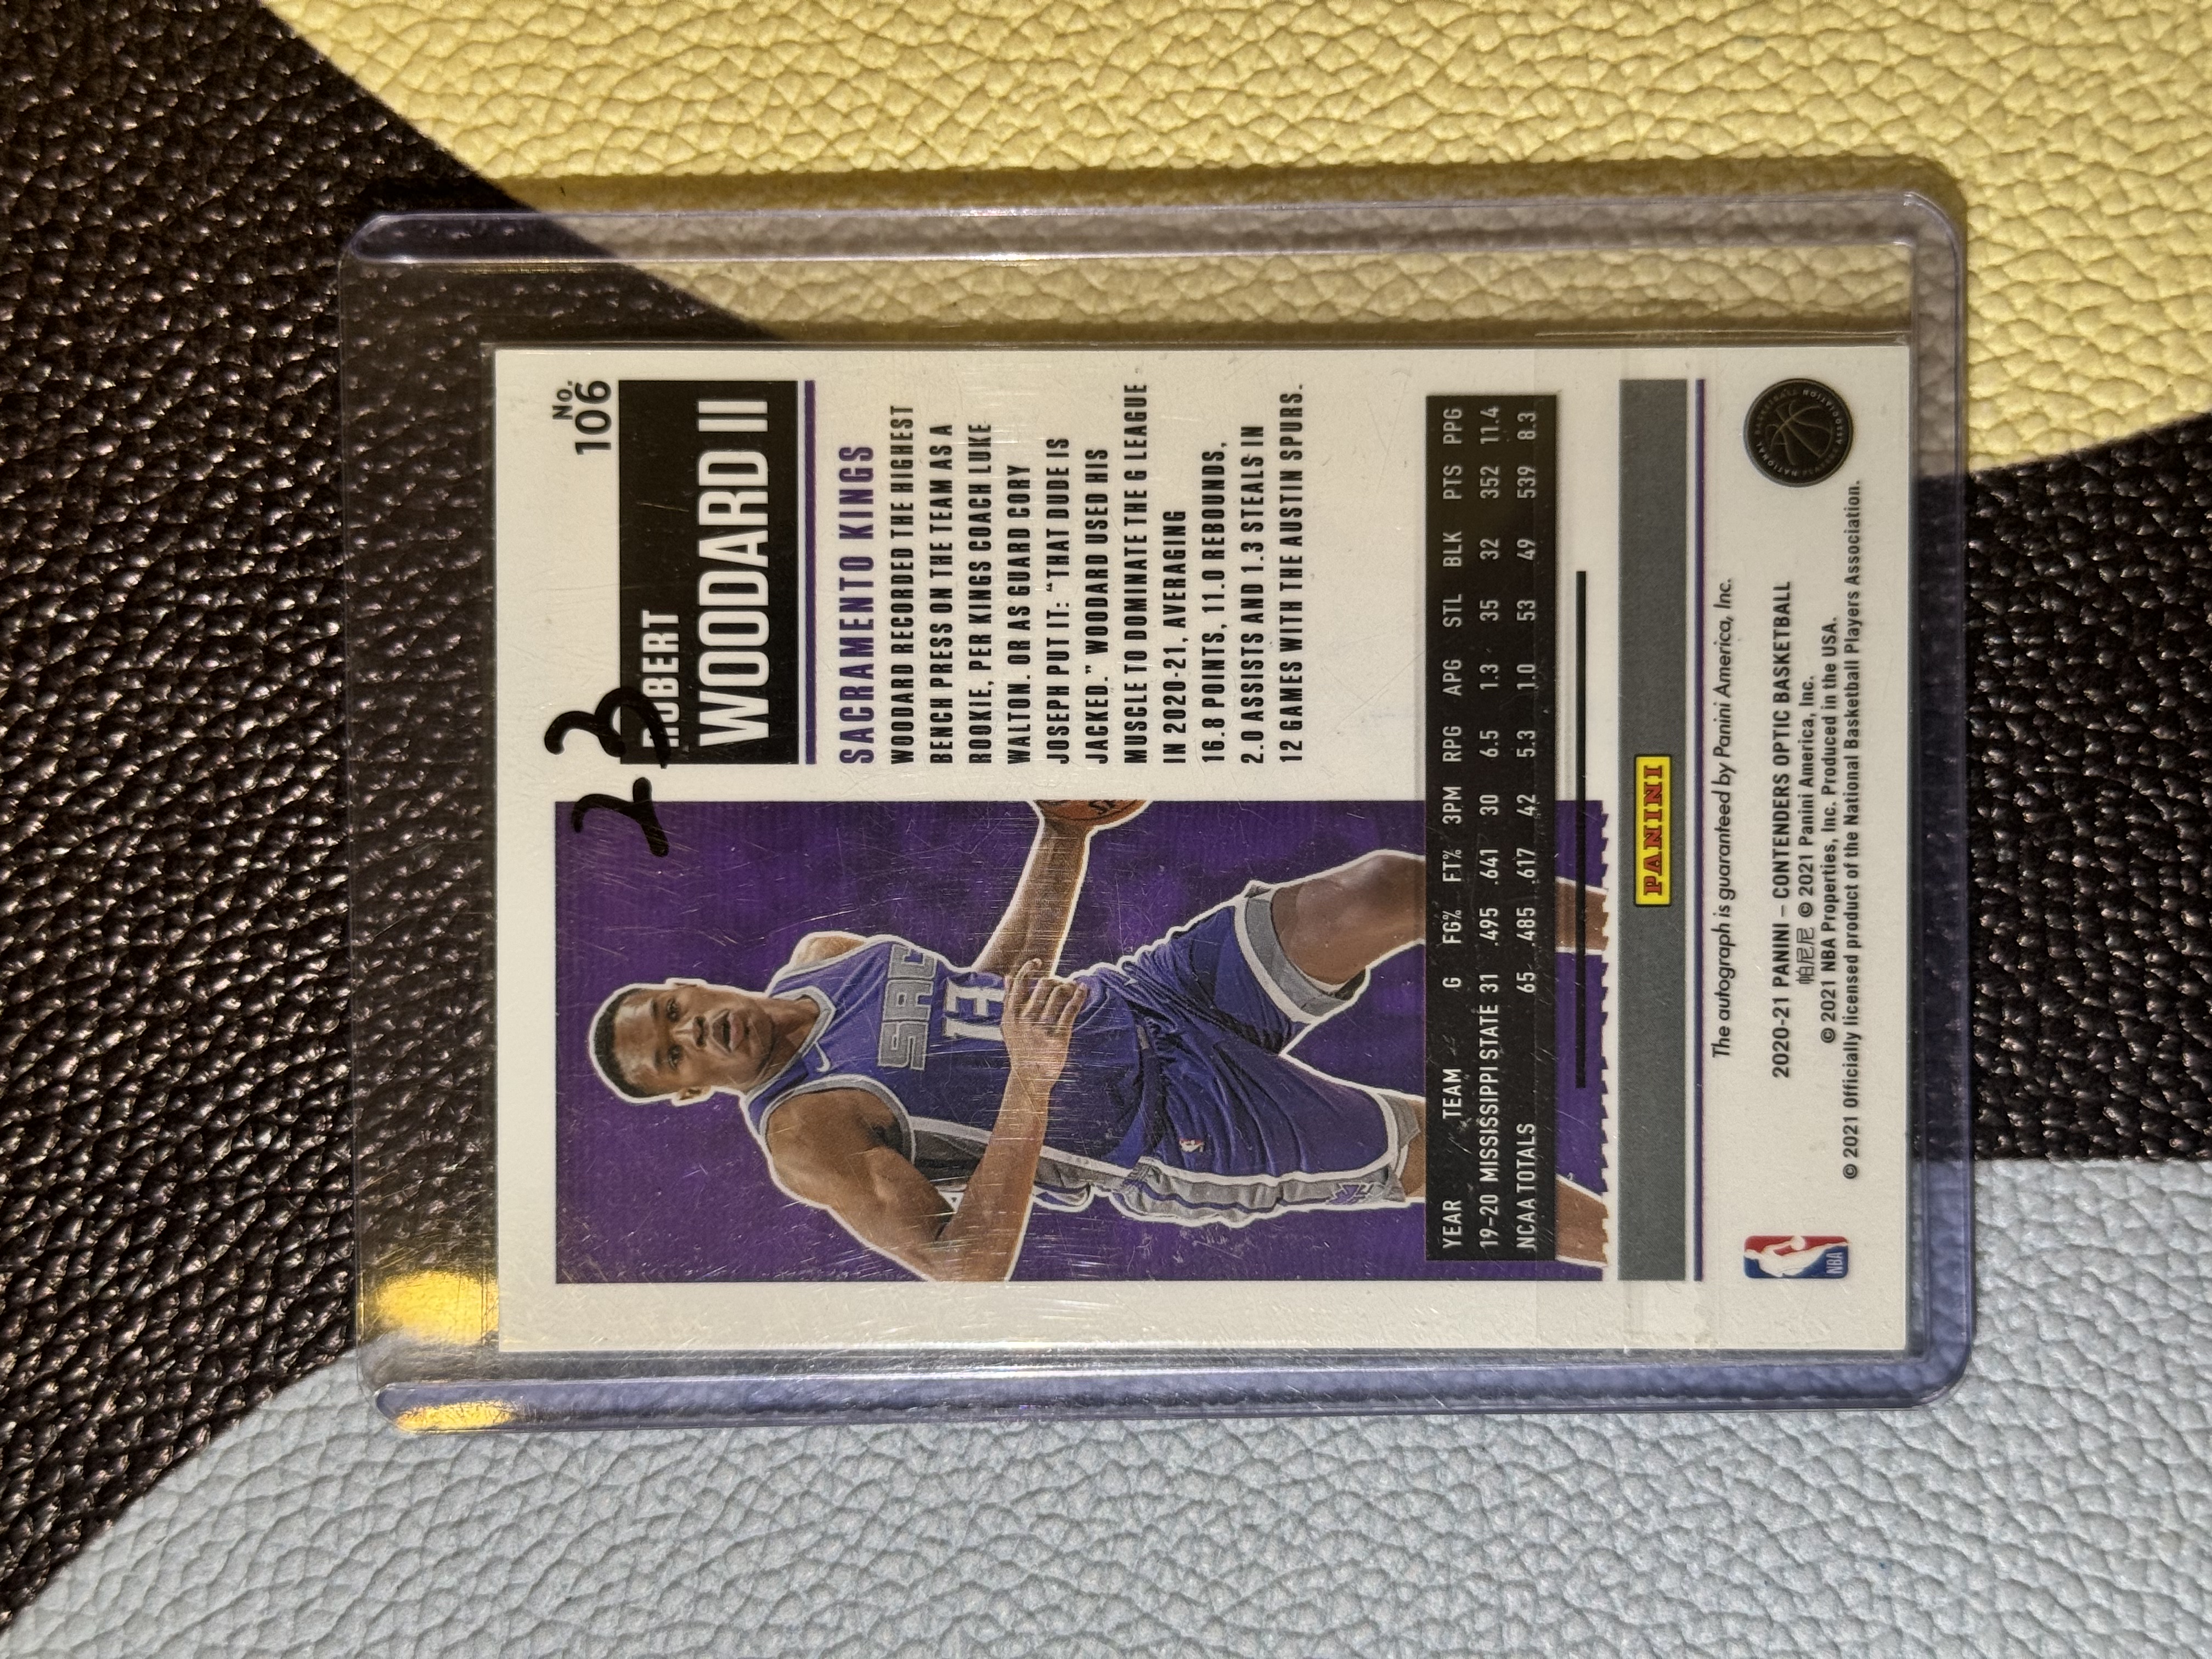 No.
106
23
ROBERT
WOODARD II
SACRAMENTO KINGS
WOODARD RECORDED THE HIGHEST
BENCH PRESS ON THE TEAM AS A
ROOKIE, PER KINGS COACH LUKE
WALTON. OR AS GUARD CORY
JOSEPH PUT IT: “THAT DUDE IS
JACKED.” WOODARD USED HIS
MUSCLE TO DOMINATE THE G LEAGUE
IN 2020-21, AVERAGING
16.8 POINTS, 11.0 REBOUNDS,
2.0 ASSISTS AND 1.3 STEALS IN
12 GAMES WITH THE AUSTIN SPURS.
SAC
13
YEAR TEAM G FG% FT% 3PM RPG APG STL BLK PTS PPG
19-20 MISSISSIPPI STATE 31 .495 .641 30 6.5 1.3 35 32 352 11.4
NCAA TOTALS 65 .485 .617 42 5.3 1.0 53 49 539 8.3
PANINI
The autograph is guaranteed by Panini America, Inc.
2020-21 PANINI – CONTENDERS OPTIC BASKETBALL
帕尼尼 © 2021 Panini America, Inc.
© 2021 NBA Properties, Inc. Produced in the USA.
© 2021 Officially licensed product of the National Basketball Players Association.
NBA